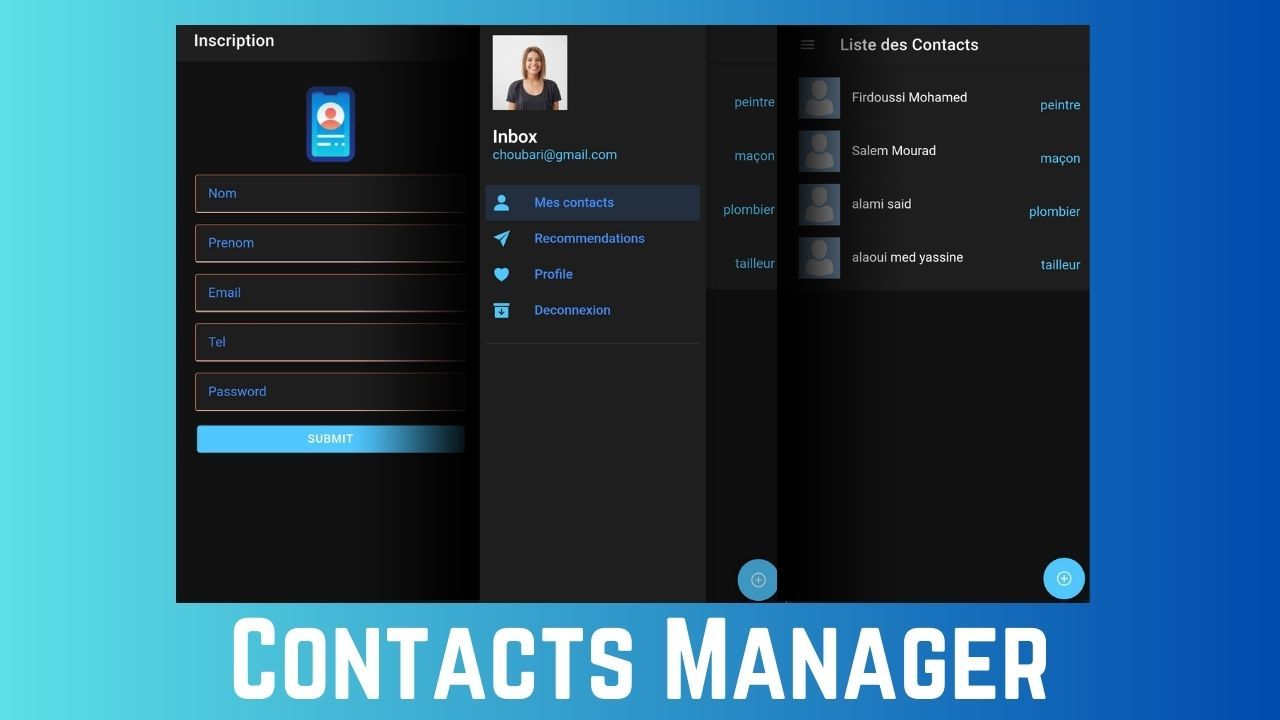 Inscription
Nom
Prenom
Email
Tel
Password
SUBMIT
Inbox
choubari@gmail.com
Mes contacts
Recommendations
Profile
Deconnexion
peintre
maçon
plombier
tailleur
Liste des Contacts
Firdoussi Mohamed
peintre
Salem Mourad
maçon
alami said
plombier
alaoui med yassine
tailleur
CONTACTS MANAGER